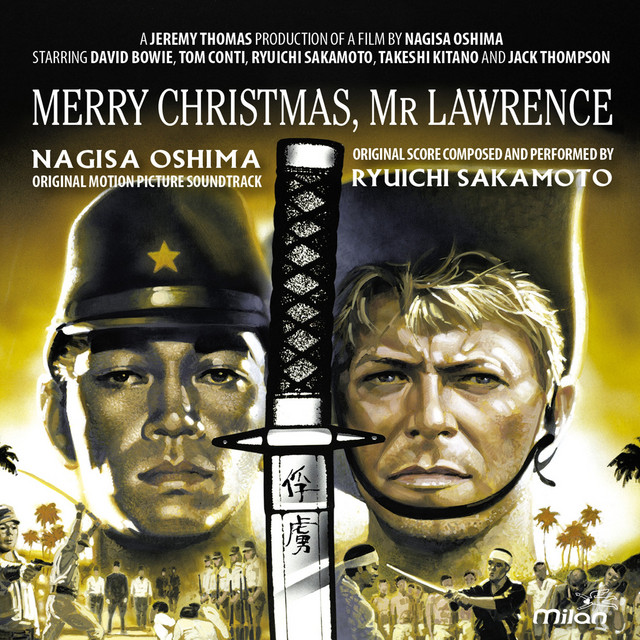 A JEREMY THOMAS PRODUCTION OF A FILM BY NAGISA OSHIMA
STARRING DAVID BOWIE, TOM CONTI, RYUICHI SAKAMOTO, TAKESHI KITANO AND JACK THOMPSON
MERRY CHRISTMAS, MR LAWRENCE
NAGISA OSHIMA
ORIGINAL MOTION PICTURE SOUNDTRACK
ORIGINAL SCORE COMPOSED AND PERFORMED BY
RYUICHI SAKAMOTO
俘
虜
Milan